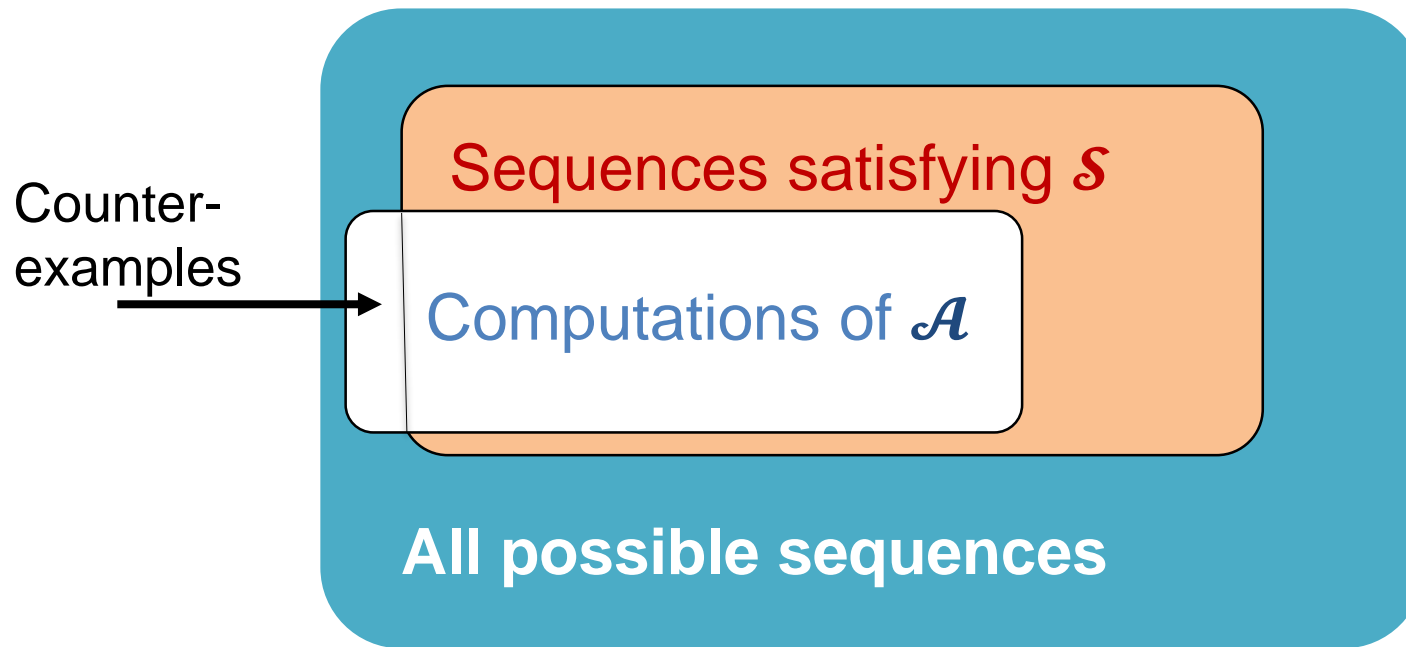 Sequences satisfying 𝓢
Counter-
examples
Computations of 𝓐
All possible sequences